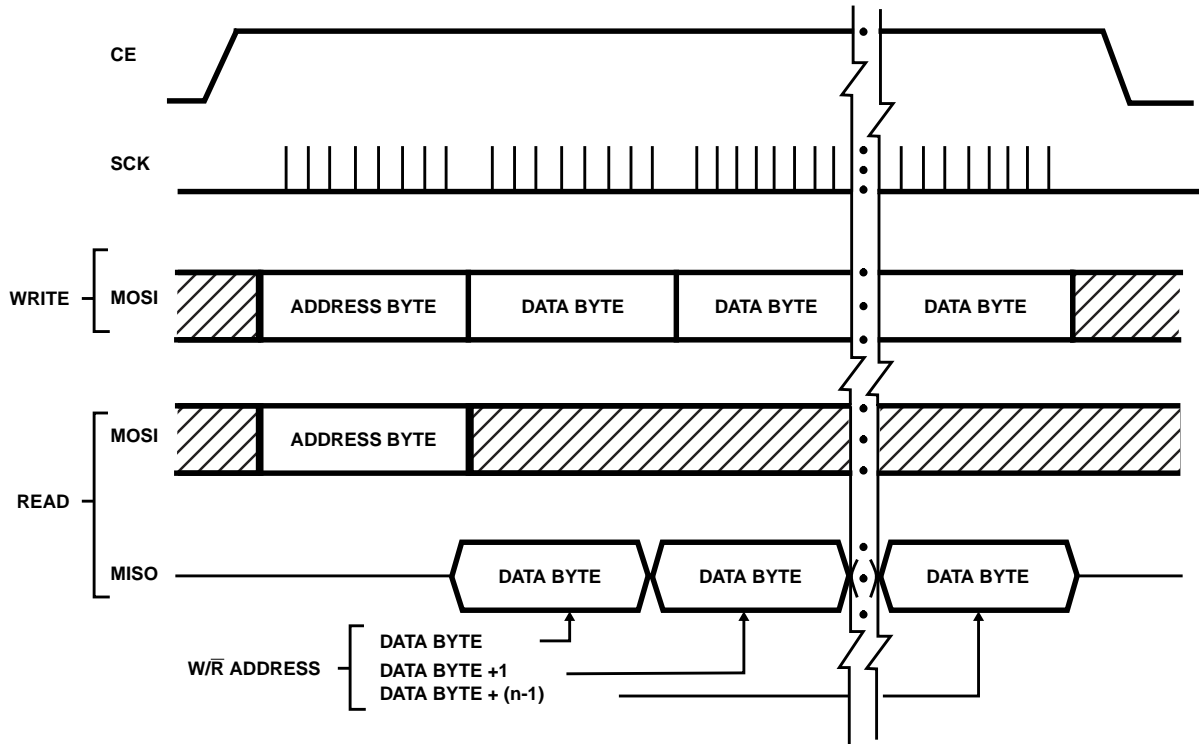 CE
SCK
WRITE
MOSI
ADDRESS BYTE
DATA BYTE
DATA BYTE
DATA BYTE
READ
MOSI
ADDRESS BYTE
MISO
DATA BYTE
DATA BYTE
DATA BYTE
W/R̅ ADDRESS
DATA BYTE
DATA BYTE +1
DATA BYTE + (n-1)